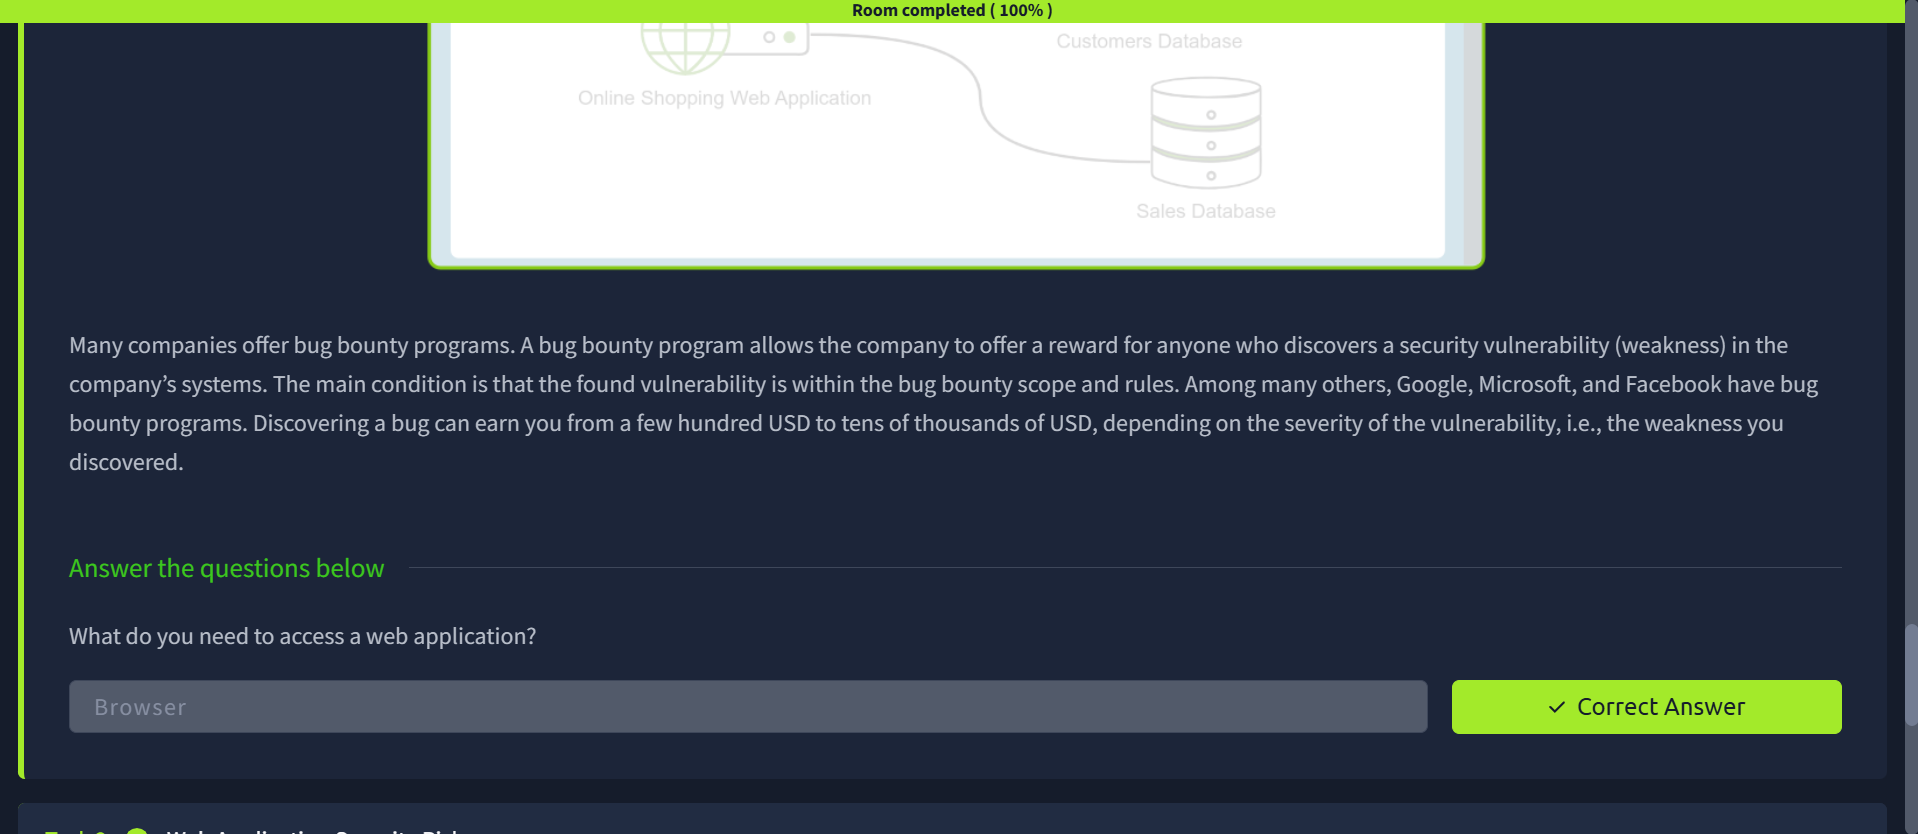 Room completed ( 100% )
Customers Database
Online Shopping Web Application
Sales Database
Many companies offer bug bounty programs. A bug bounty program allows the company to offer a reward for anyone who discovers a security vulnerability (weakness) in the
company’s systems. The main condition is that the found vulnerability is within the bug bounty scope and rules. Among many others, Google, Microsoft, and Facebook have bug
bounty programs. Discovering a bug can earn you from a few hundred USD to tens of thousands of USD, depending on the severity of the vulnerability, i.e., the weakness you
discovered.
Answer the questions below
What do you need to access a web application?
Browser
Correct Answer
Web Application Security Risk